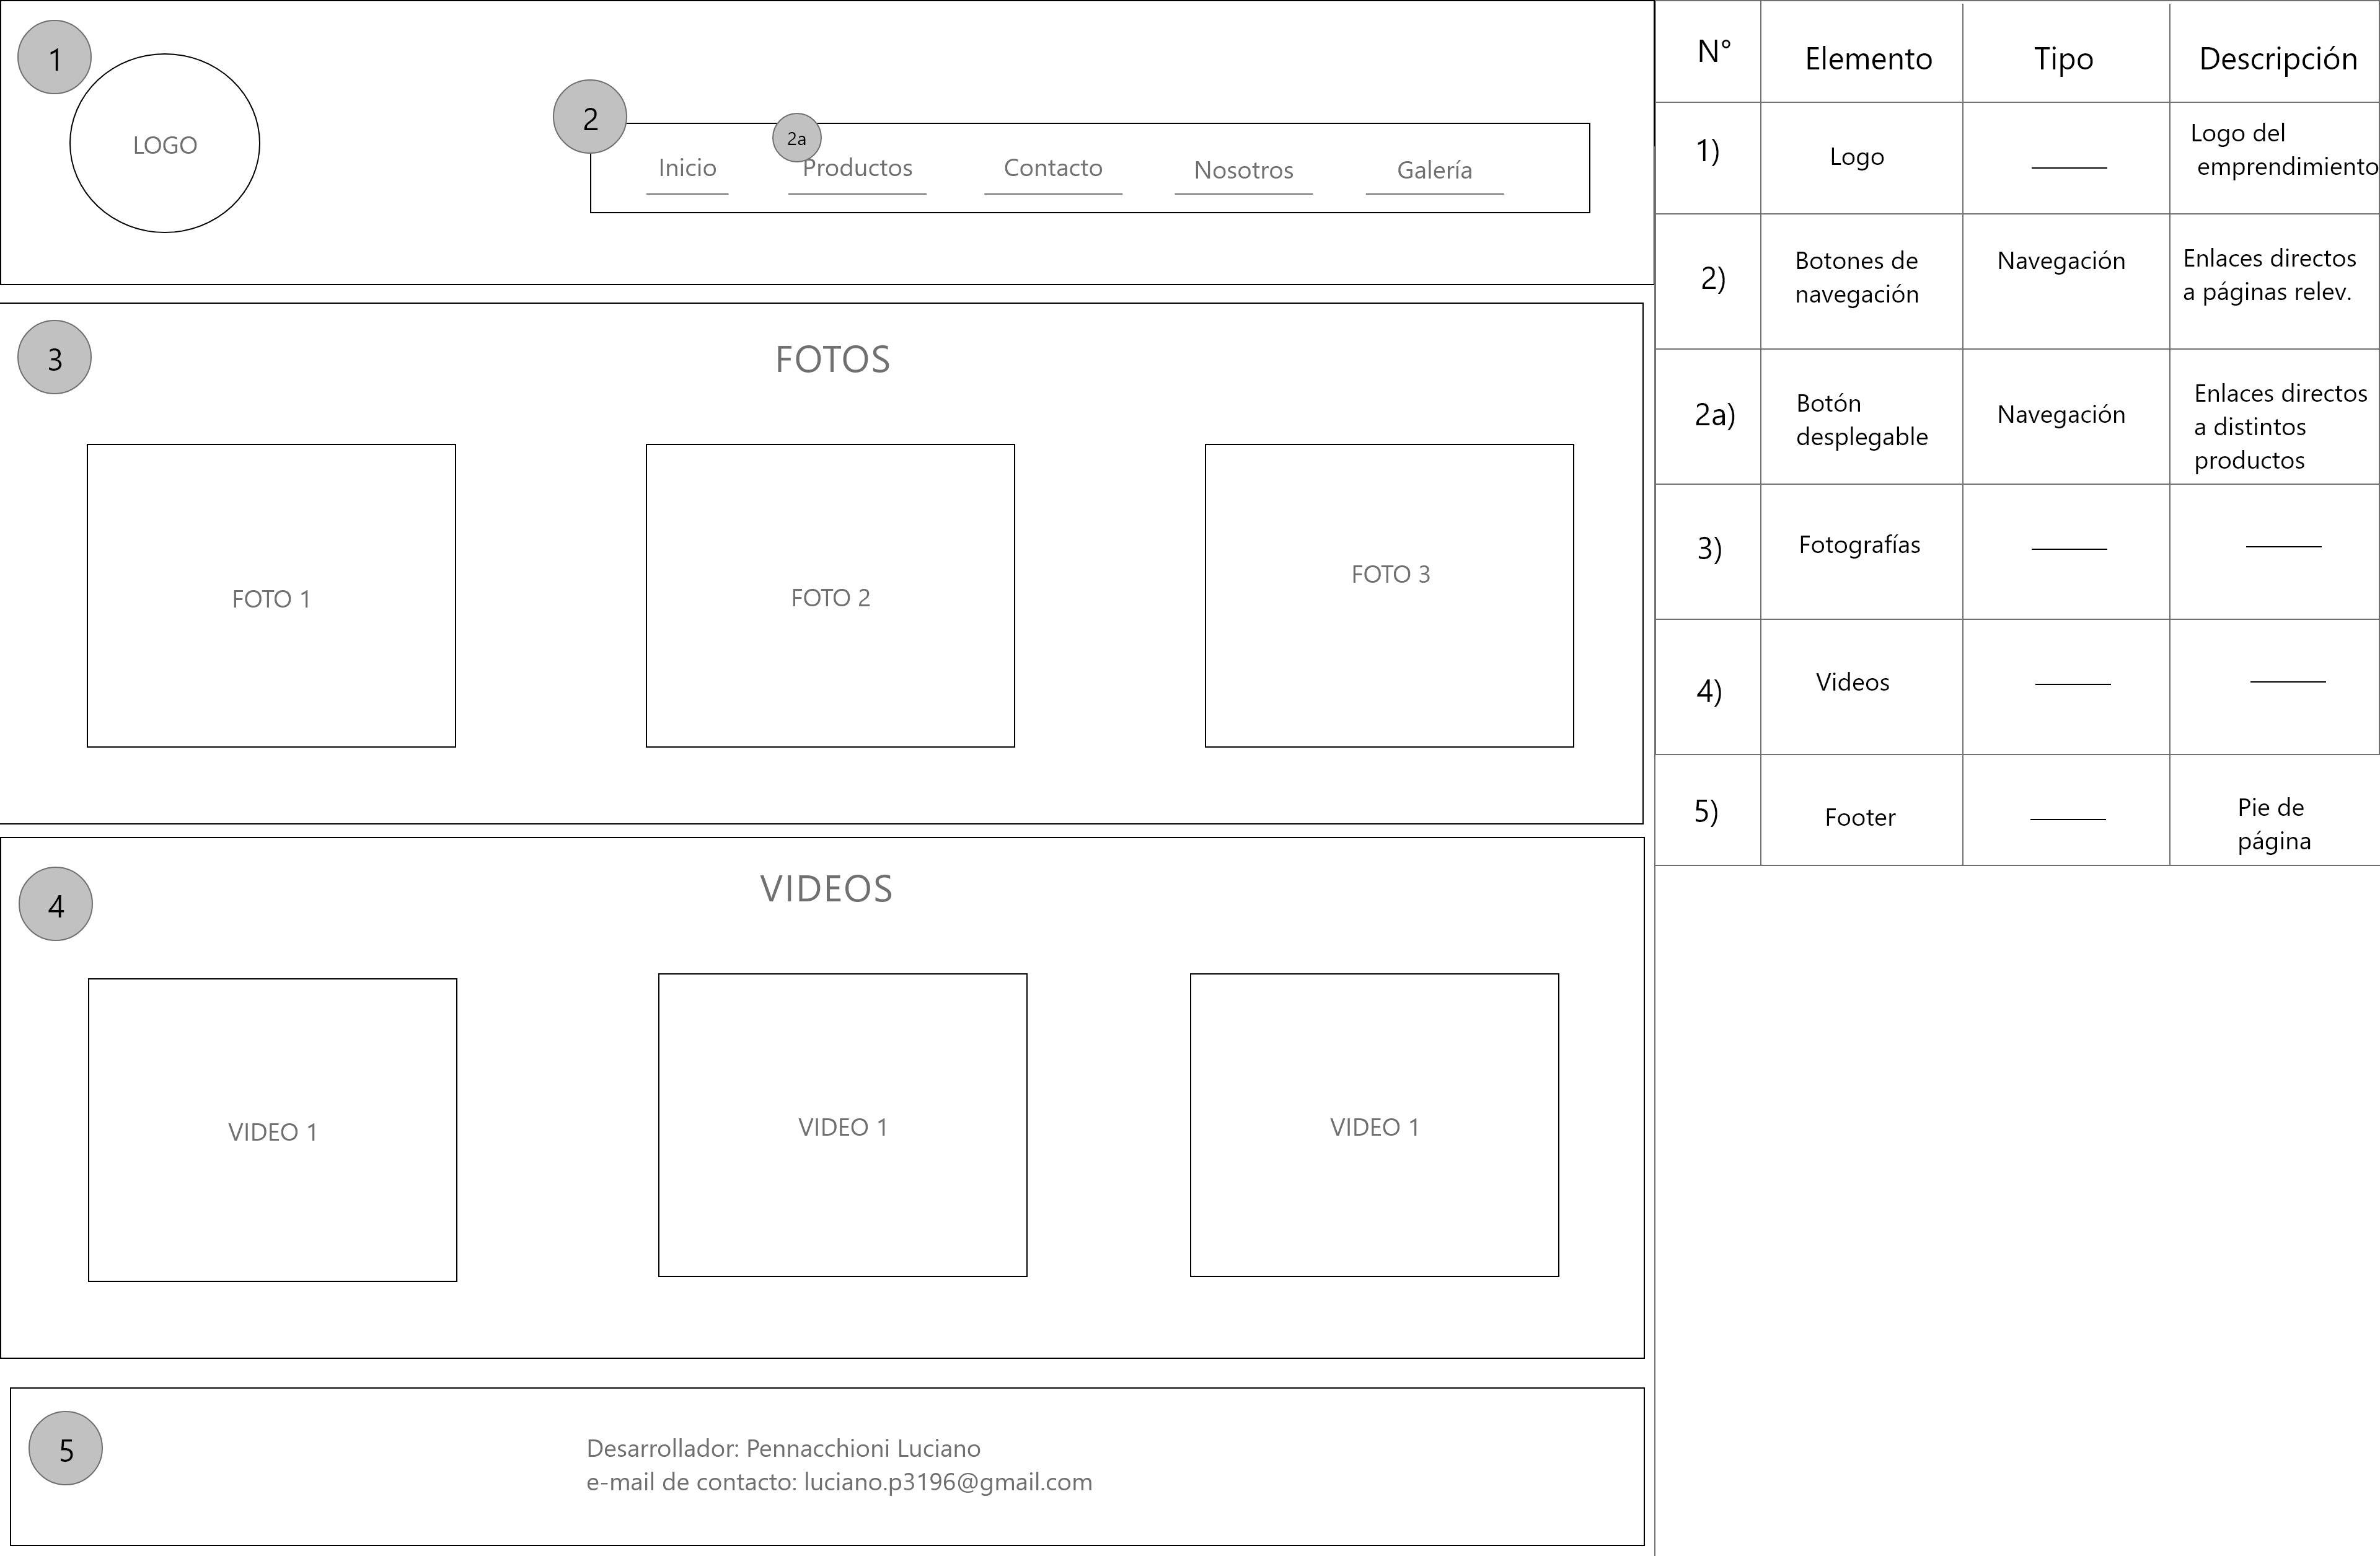 1
LOGO
2
2a
Inicio Productos Contacto Nosotros Galería
3
FOTOS
FOTO 1 FOTO 2 FOTO 3
4
VIDEOS
VIDEO 1 VIDEO 1 VIDEO 1
5
Desarrollador: Pennacchioni Luciano
e-mail de contacto: luciano.p3196@gmail.com
N° Elemento Tipo Descripción
1) Logo Logo del
emprendimiento
2) Botones de
navegación
Navegación
Enlaces directos
a páginas relev.
2a) Botón
desplegable
Navegación
Enlaces directos
a distintos
productos
3) Fotografías
4) Videos
5) Footer Pie de
página